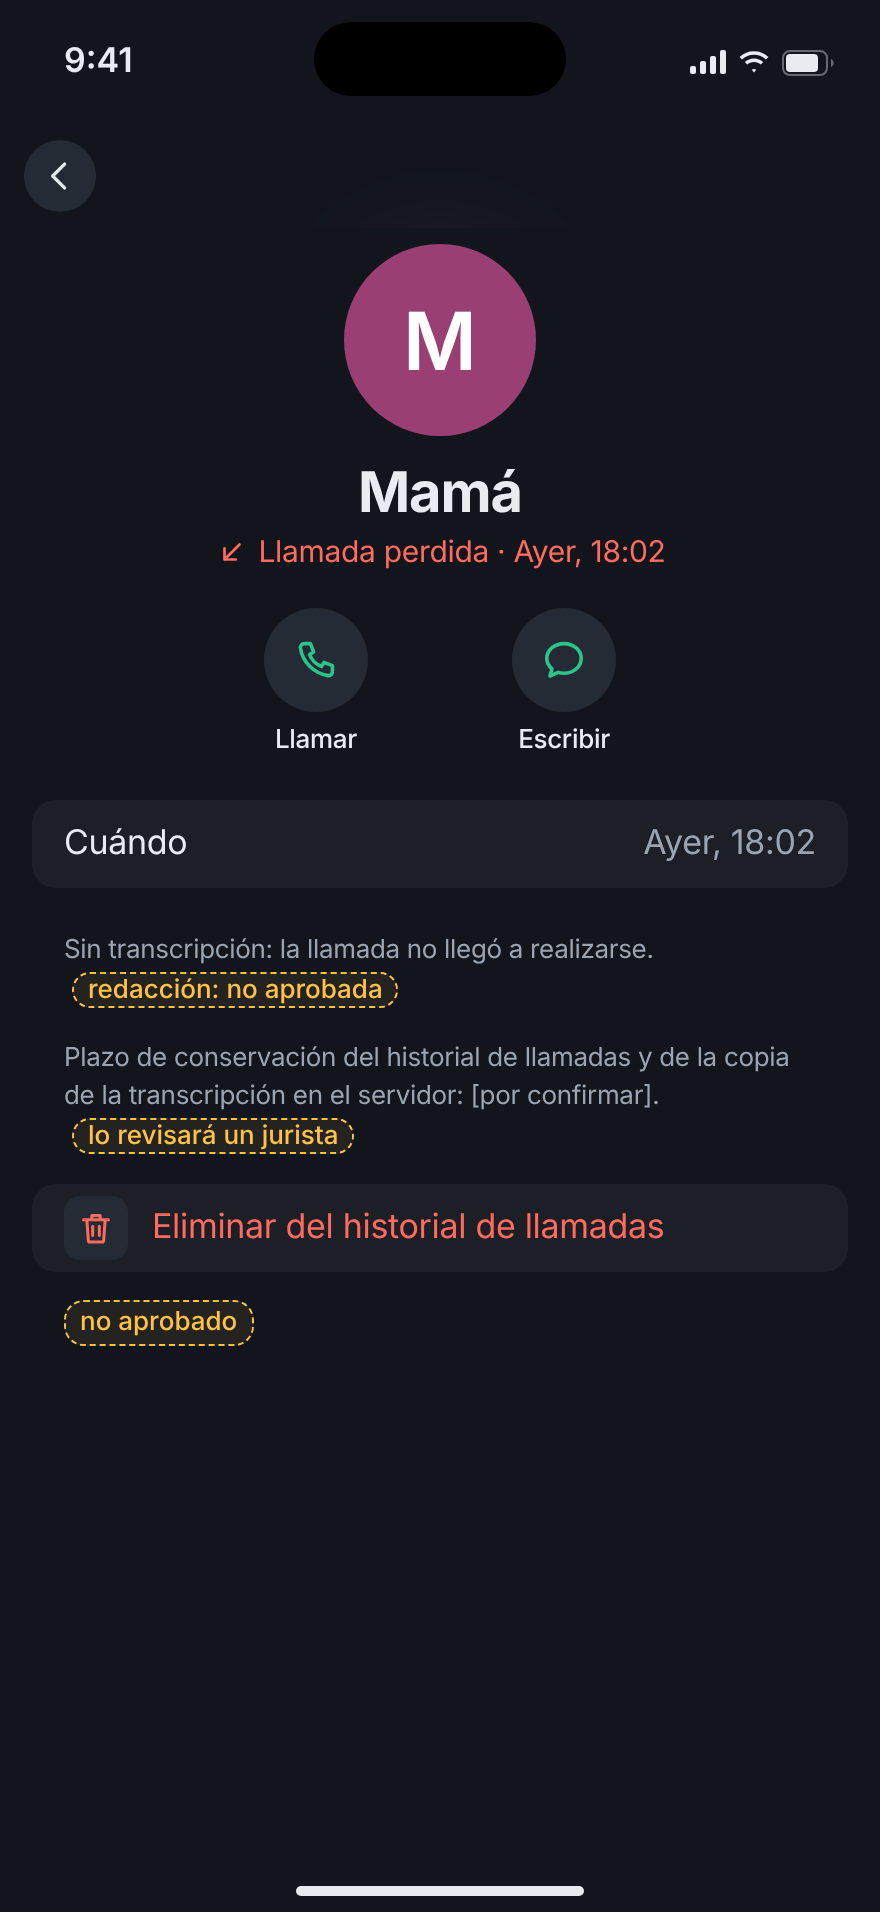 9:41
M
Mamá
Llamada perdida · Ayer, 18:02
Llamar
Escribir
Cuándo
Ayer, 18:02
Sin transcripción: la llamada no llegó a realizarse.
redacción: no aprobada
Plazo de conservación del historial de llamadas y de la copia
de la transcripción en el servidor: [por confirmar].
lo revisará un jurista
Eliminar del historial de llamadas
no aprobado